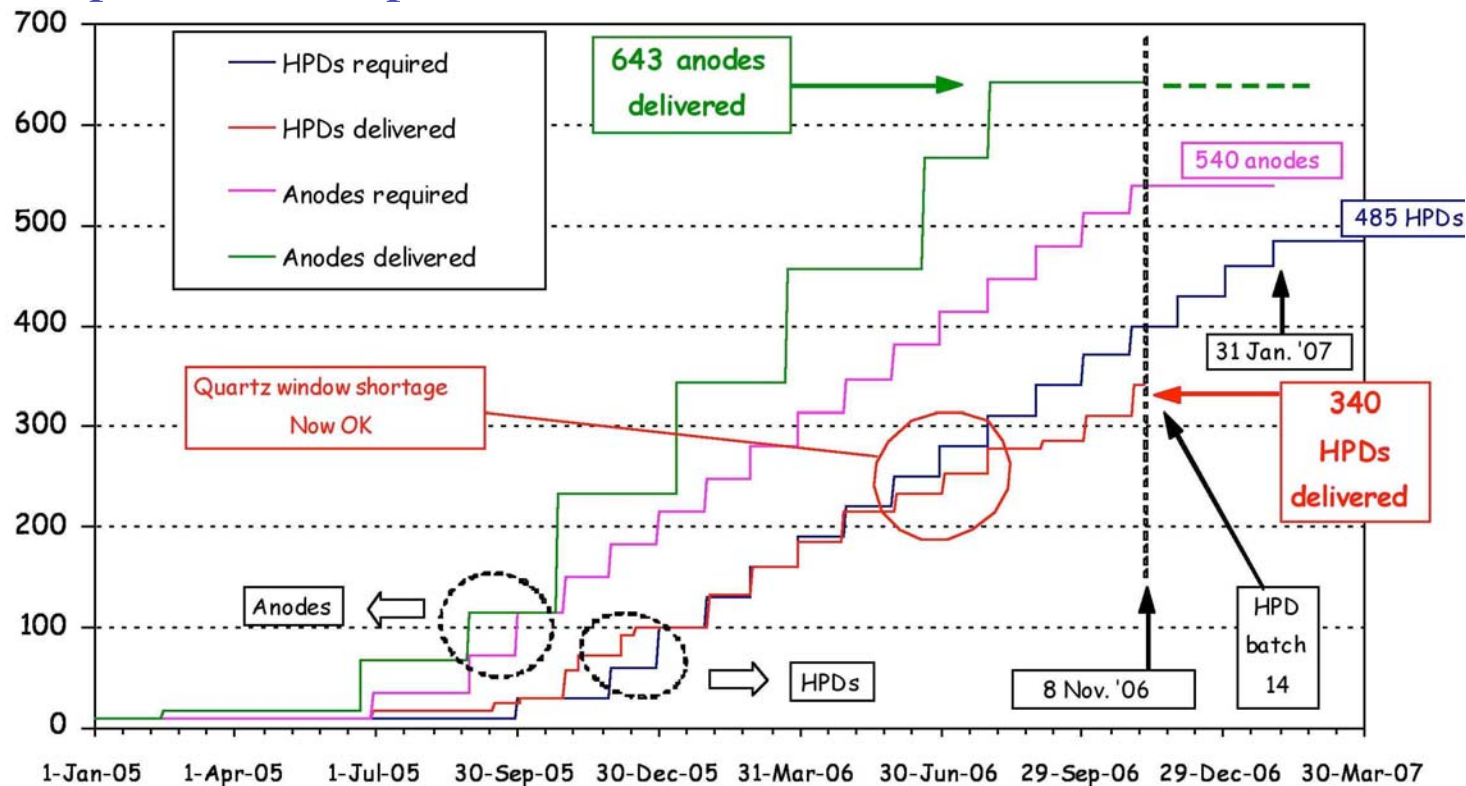 700
600
500
400
300
200
100
0
HPDs required
HPDs delivered
Anodes required
Anodes delivered
643 anodes
delivered
540 anodes
485 HPDs
31 Jan. '07
Quartz window shortage
Now OK
340
HPDs
delivered
Anodes
HPDs
8 Nov. '06
HPD
batch
14
1-Jan-05
1-Apr-05
1-Jul-05
30-Sep-05
30-Dec-05
31-Mar-06
30-Jun-06
29-Sep-06
29-Dec-06
30-Mar-07